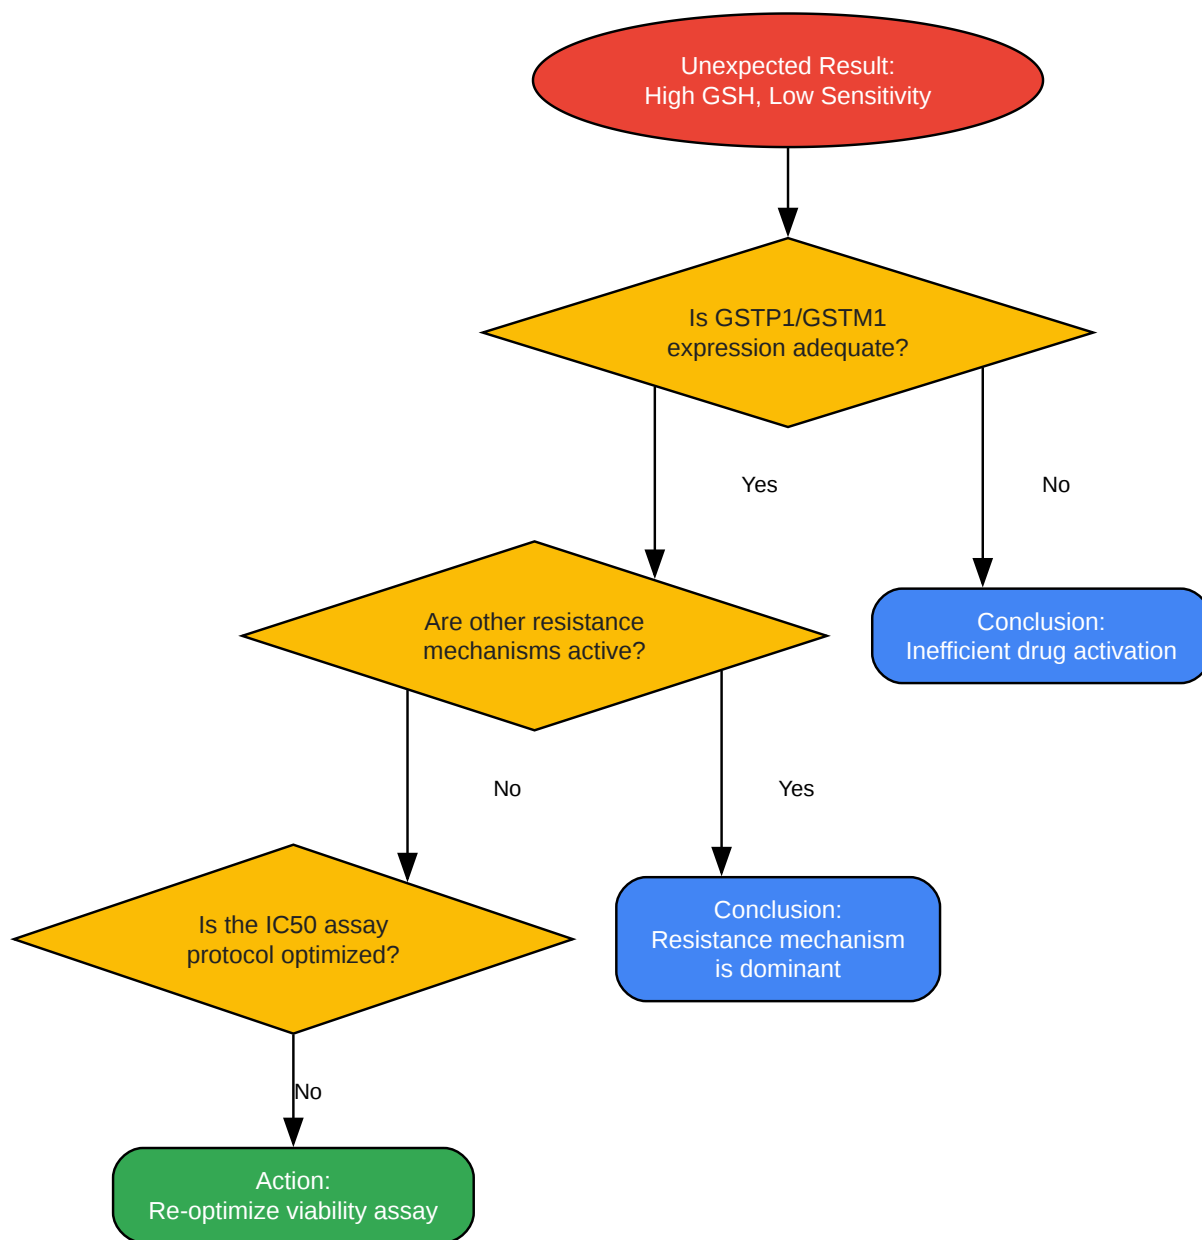 Unexpected Result:
High GSH, Low Sensitivity
Is GSTP1/GSTM1
expression adequate?
Yes
No
Are other resistance
mechanisms active?
Conclusion:
Inefficient drug activation
No
Yes
Is the IC50 assay
protocol optimized?
Conclusion:
Resistance mechanism
is dominant
No
Action:
Re-optimize viability assay